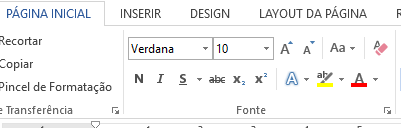 PÁGINA INICIAL INSERIR DESIGN LAYOUT DA PÁGINA
Recortar Verdana 10 A A Aa A
Copiar
Pincel de Formatação N I S abc x₂ x² A ab A
e Transferência Fonte